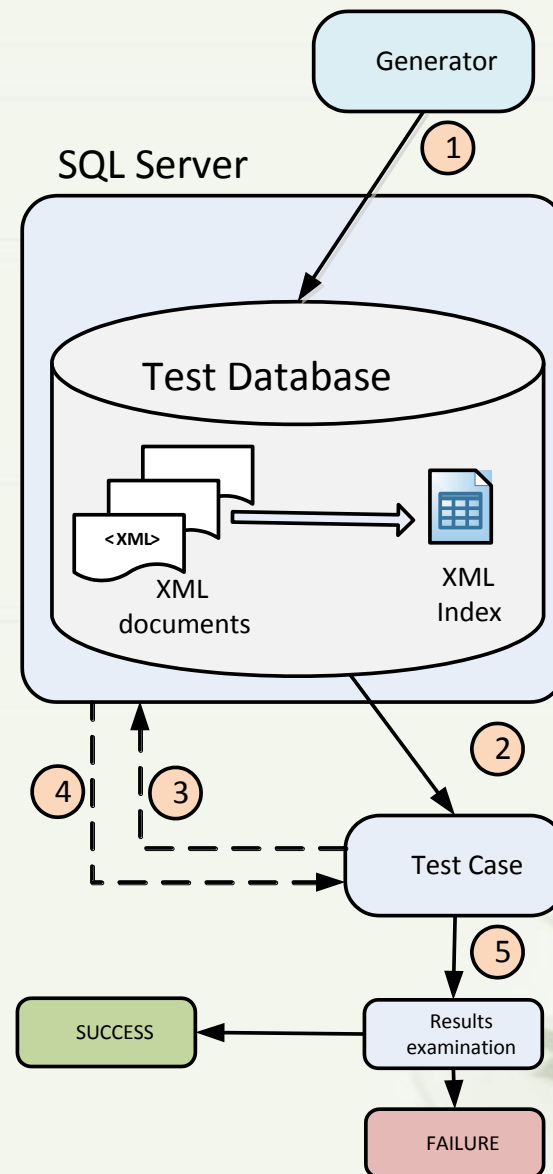 Generator
1
SQL Server
Test Database
<XML>
XML
documents
XML
Index
2
4
3
Test Case
5
SUCCESS
Results
examination
FAILURE